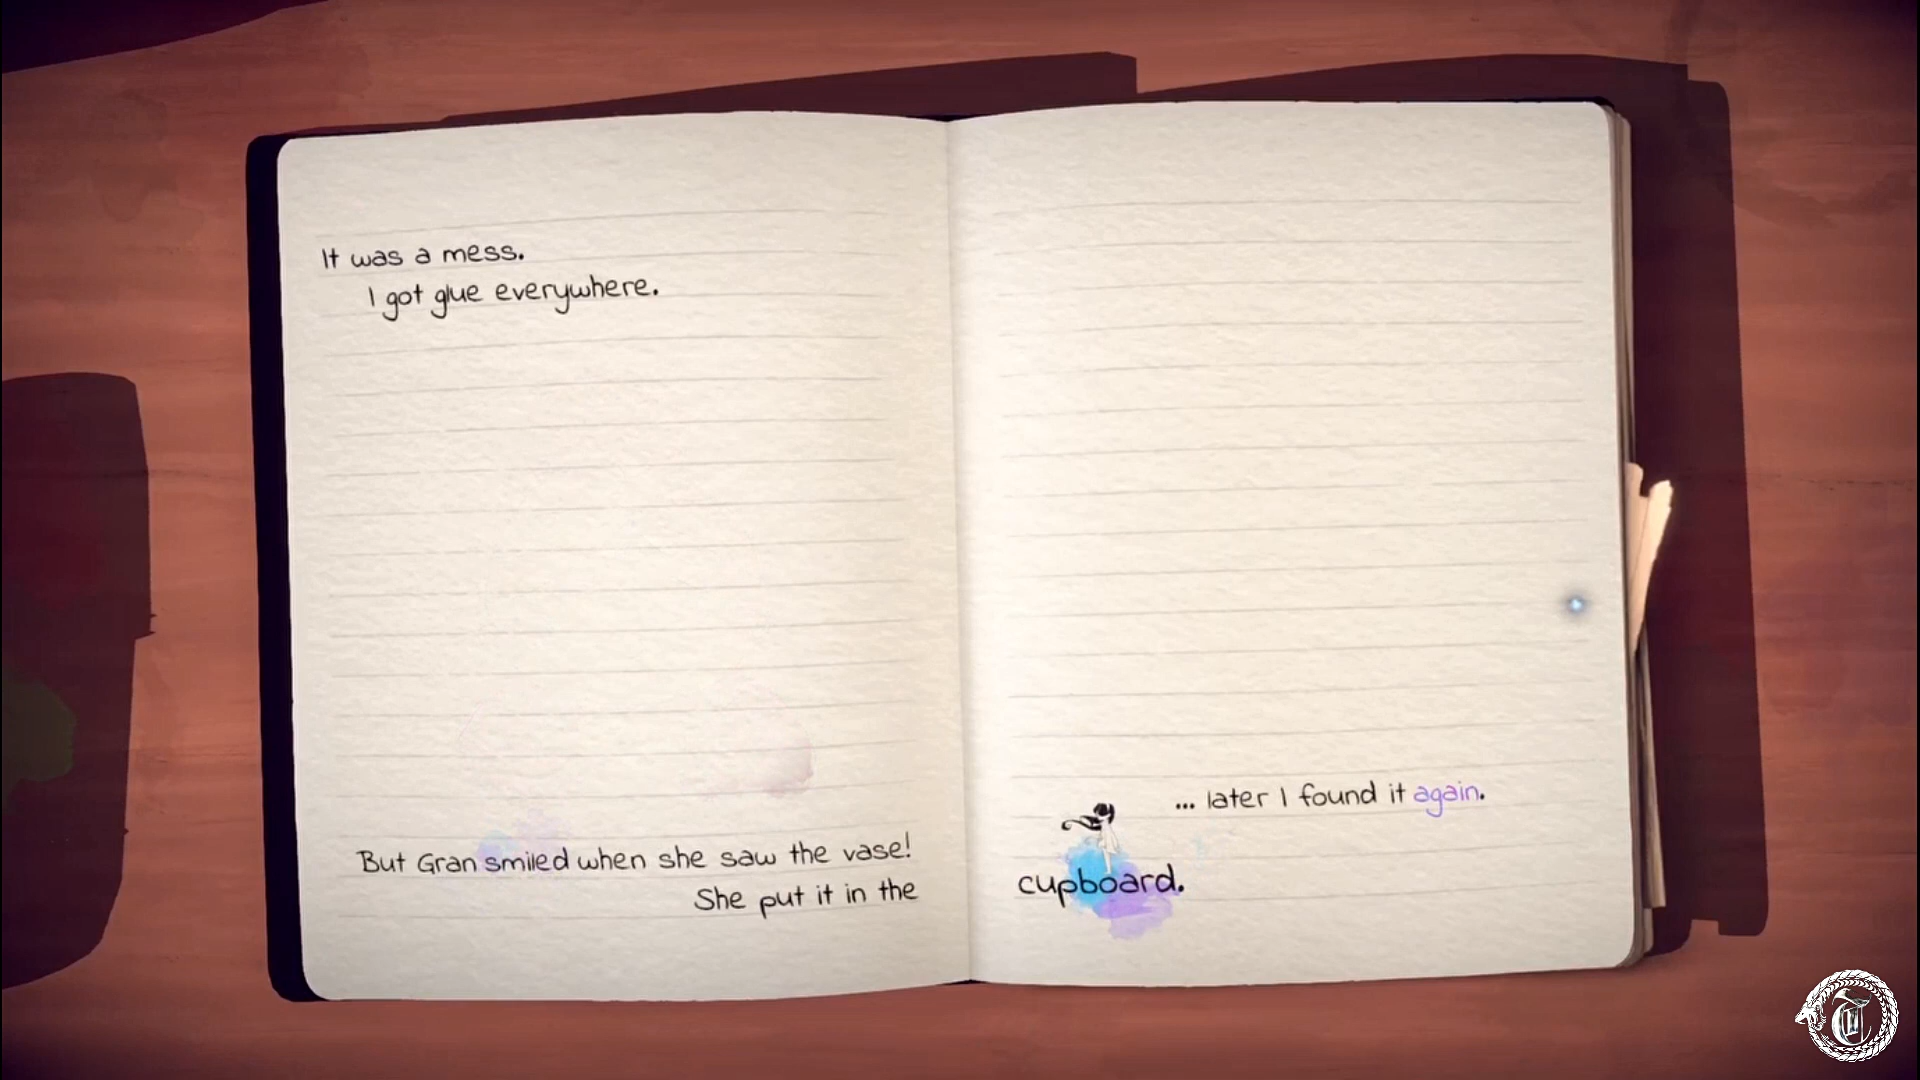 It was a mess.
I got glue everywhere.
But Gran smiled when she saw the vase!
She put it in the
cupboard.
... later I found it again.